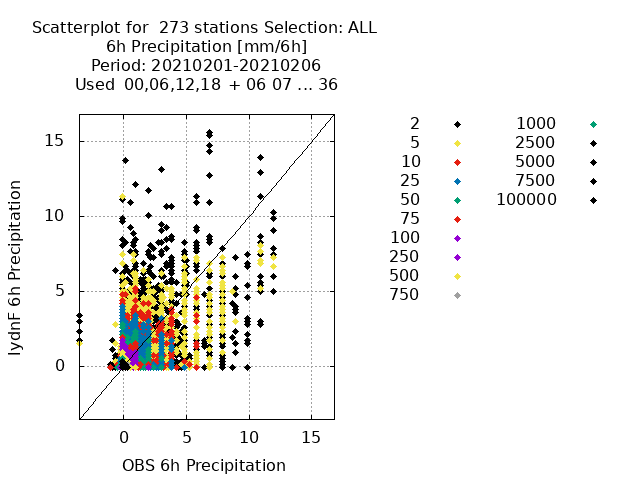 Scatterplot for  273 stations Selection: ALL
6h Precipitation [mm/6h]
Period: 20210201-20210206
Used  00,06,12,18 + 06 07 ... 36
IydnF 6h Precipitation
15
10
5
0
0 5 10 15
OBS 6h Precipitation
2
5
10
25
50
75
100
250
500
750
1000
2500
5000
7500
100000